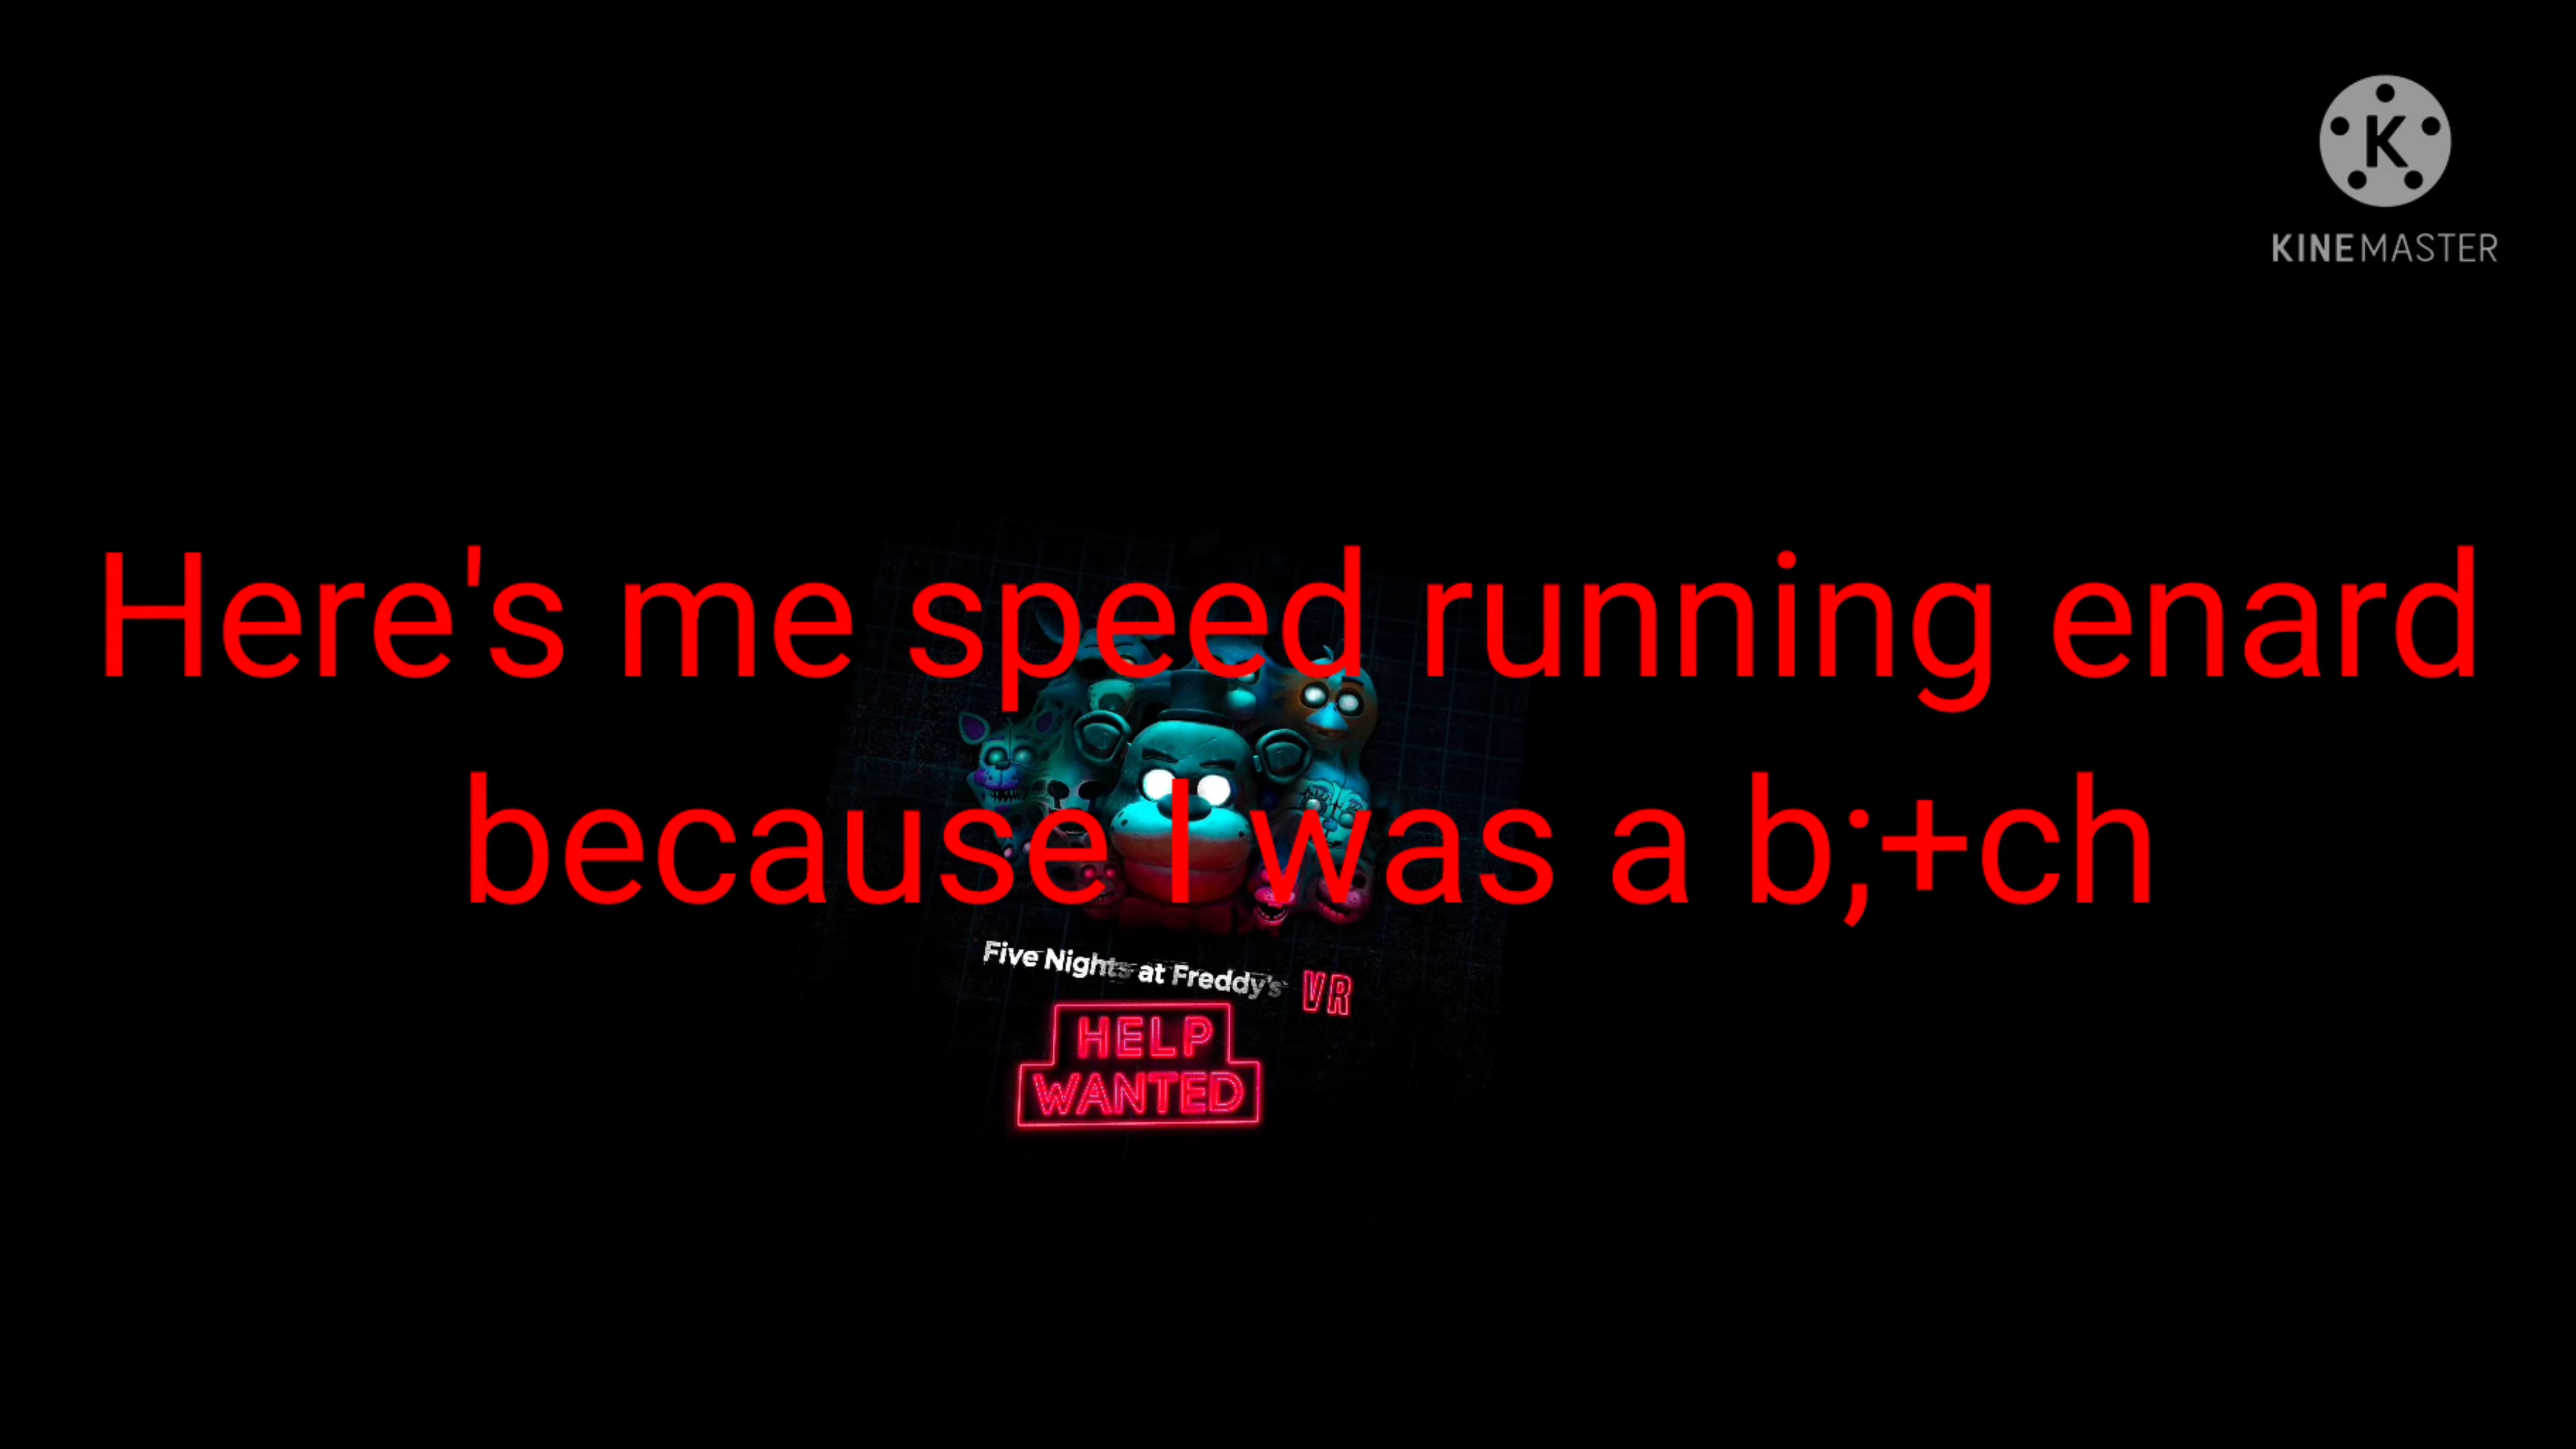 K
KINEMASTER
Here's me speed running enard
because I was a b;+ch
Five Nights at Freddy's VR
HELP
WANTED